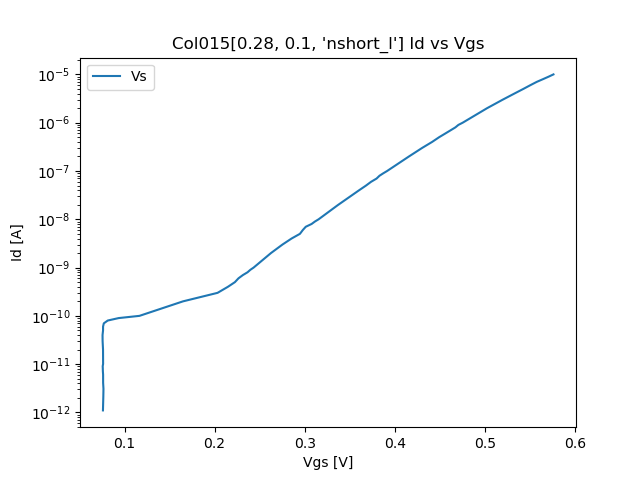 Col015[0.28, 0.1, 'nshort_l'] Id vs Vgs
Vs
Id [A]
10⁻⁵
10⁻⁶
10⁻⁷
10⁻⁸
10⁻⁹
10⁻¹⁰
10⁻¹¹
10⁻¹²
0.1 0.2 0.3 0.4 0.5 0.6
Vgs [V]